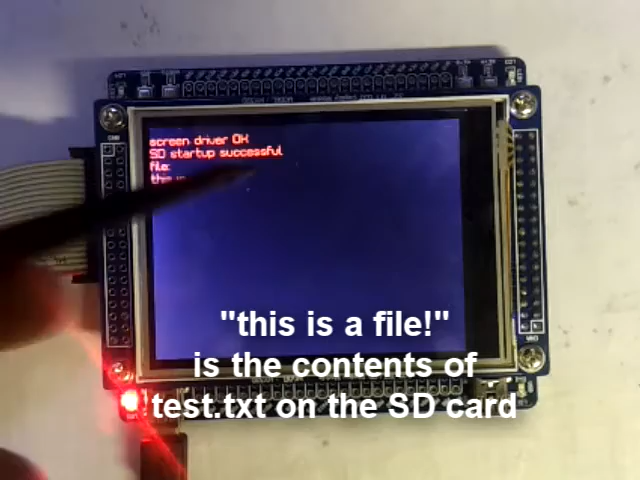 screen driver OK
SD startup successful
file:
this
"this is a file!"
is the contents of
test.txt on the SD card